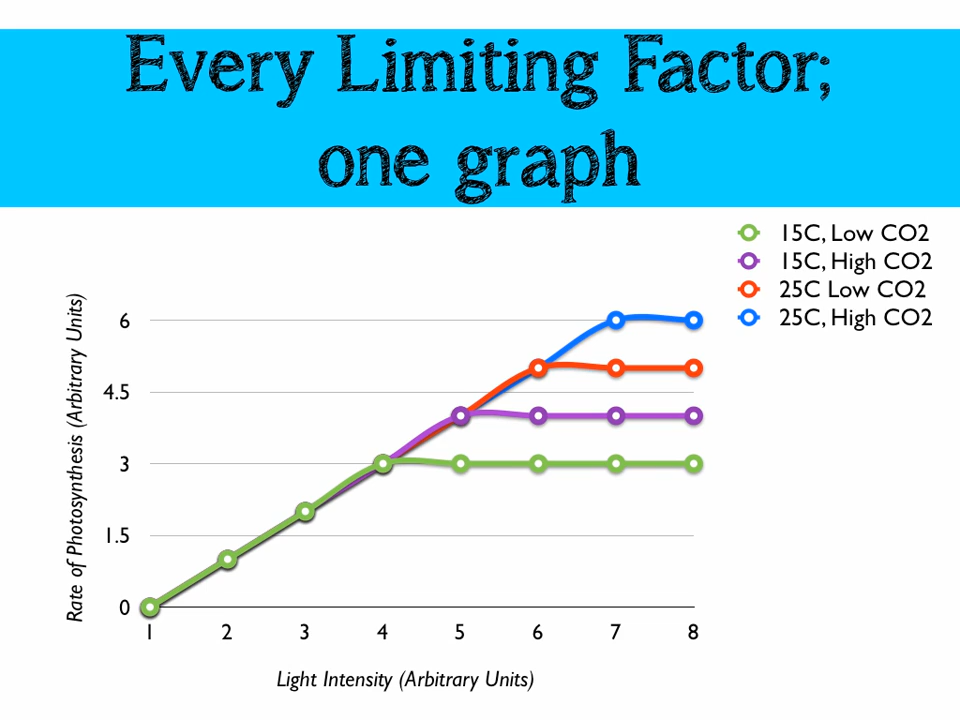 Every Limiting Factor;
one graph
15C, Low CO2
15C, High CO2
25C Low CO2
25C, High CO2
Rate of Photosynthesis (Arbitrary Units)
6
4.5
3
1.5
0
1 2 3 4 5 6 7 8
Light Intensity (Arbitrary Units)